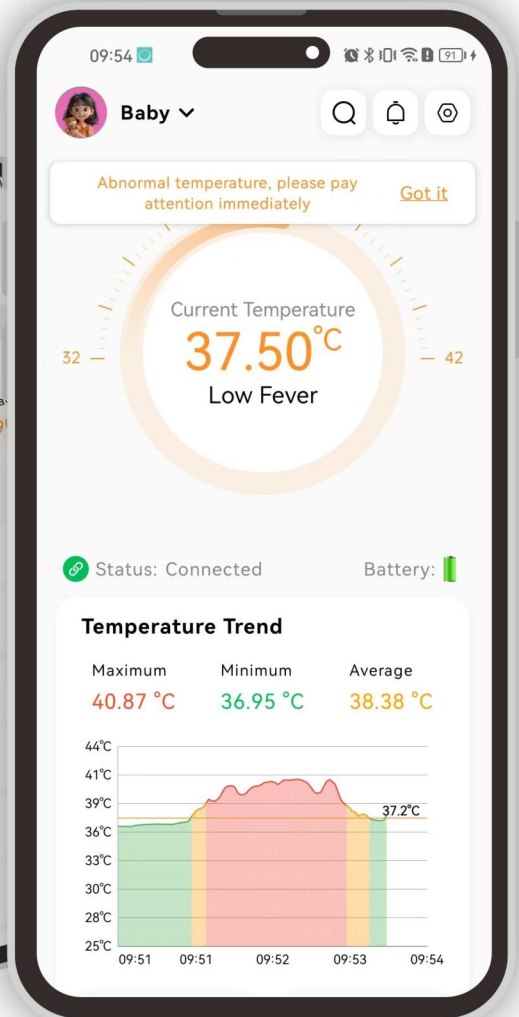 09:54
91
Baby
Abnormal temperature, please pay
attention immediately
Got it
Current Temperature
32
37.50°C
42
Low Fever
Status: Connected
Battery:
Temperature Trend
Maximum
Minimum
Average
40.87 °C
36.95 °C
38.38 °C
44°C
41°C
39°C
37.2°C
36°C
33°C
30°C
28°C
25°C
09:51
09:51
09:52
09:53
09:54